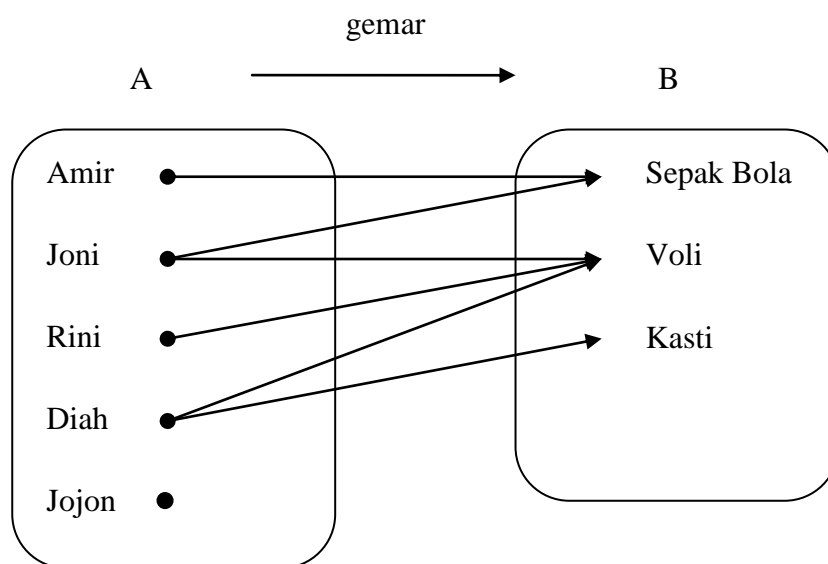 gemar
A B
Amir Sepak Bola
Joni Voli
Rini Kasti
Diah
Jojon